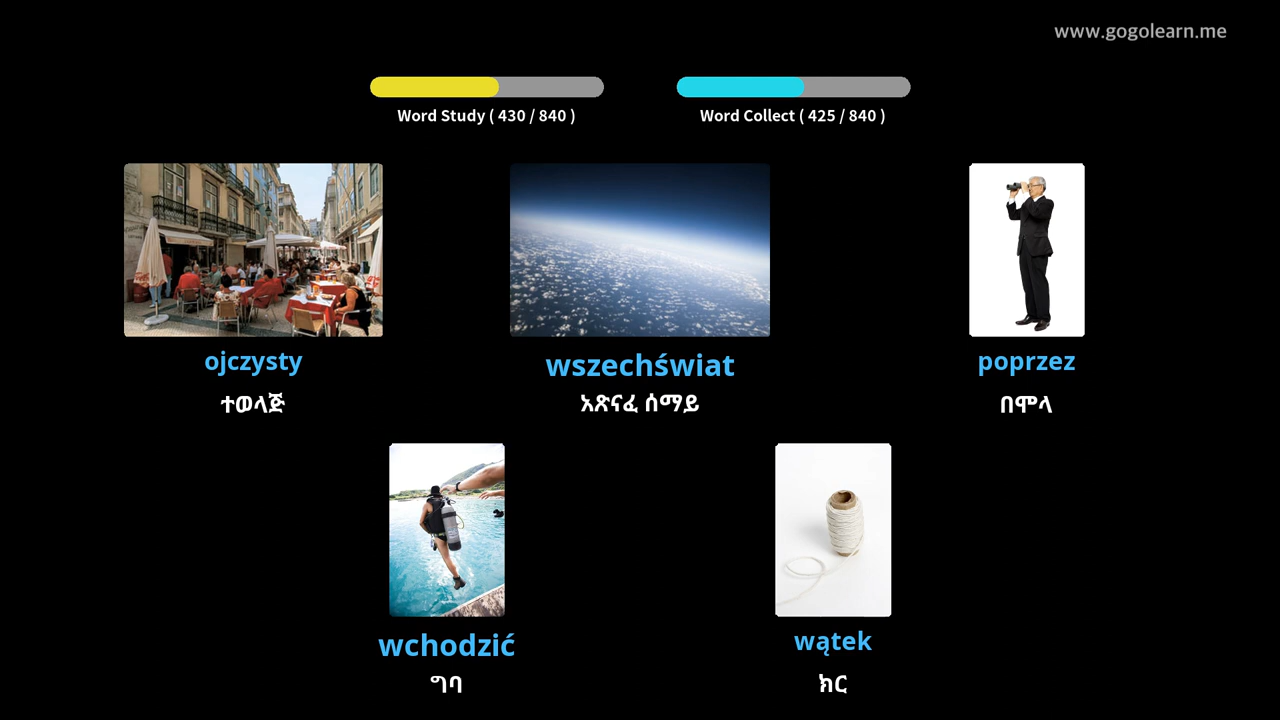 www.gogolearn.me
Word Study ( 430 / 840 )
Word Collect ( 425 / 840 )
ojczysty
ተወላጅ
wszechświat
አጽናፈ ሰማይ
poprzez
በሞላ
wchodzić
ግባ
wątek
ክር